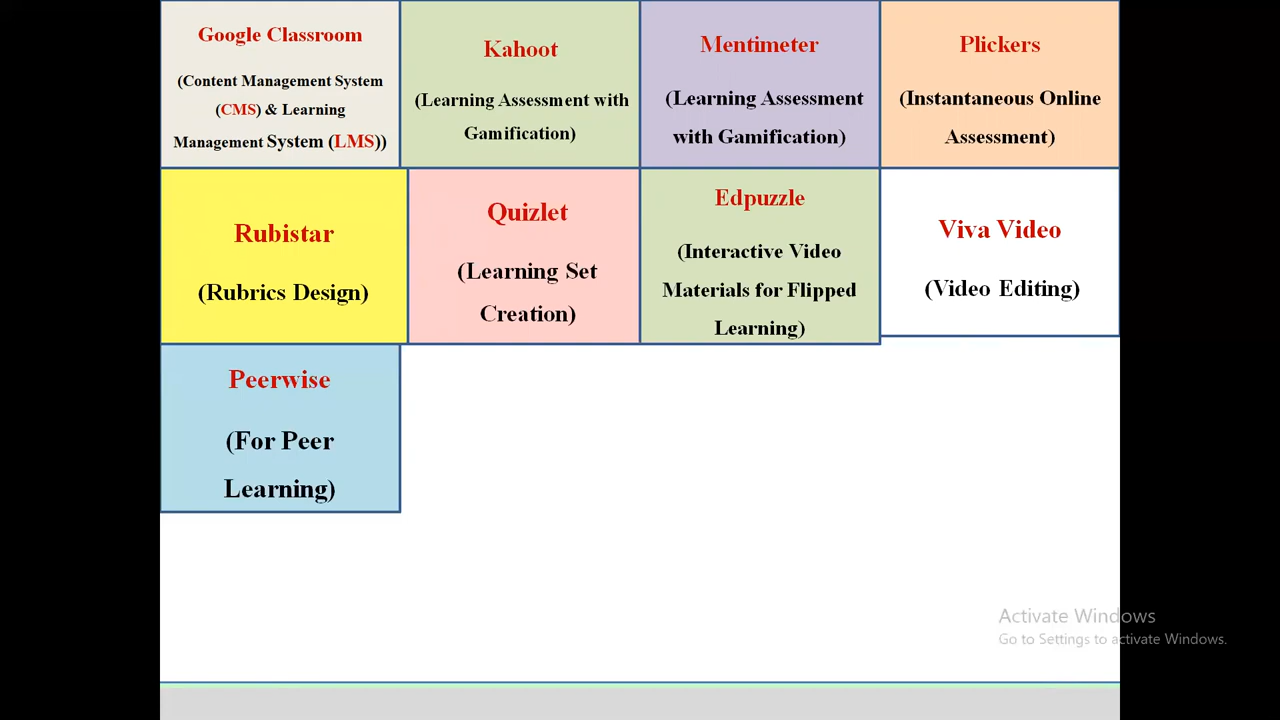 Google Classroom
(Content Management System
(CMS) & Learning
Management System (LMS))
Kahoot
(Learning Assessment with
Gamification)
Mentimeter
(Learning Assessment
with Gamification)
Plickers
(Instantaneous Online
Assessment)
Rubistar
(Rubrics Design)
Quizlet
(Learning Set
Creation)
Edpuzzle
(Interactive Video
Materials for Flipped
Learning)
Viva Video
(Video Editing)
Peerwise
(For Peer
Learning)
Activate Windows
Go to Settings to activate Windows.